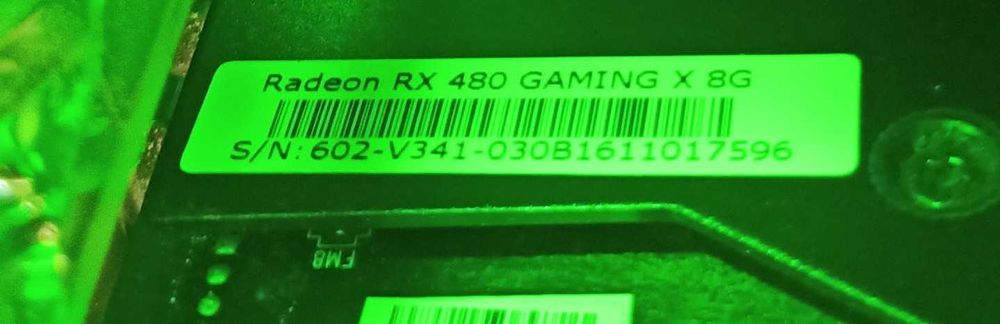 Radeon RX 480 GAMING X 8G
S/N: 602-V341-030B1611017596
FM8